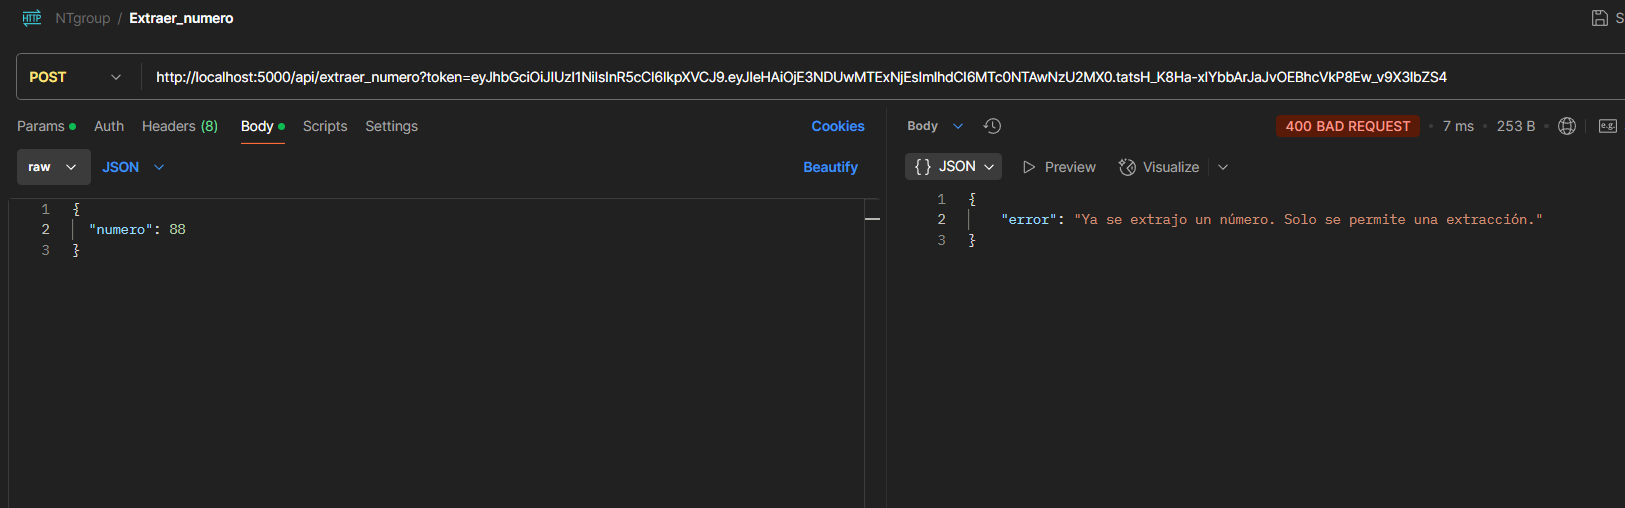 HTTP NTgroup / Extraer_numero
S
POST http://localhost:5000/api/extraer_numero?token=eyJhbGciOiJIUzI1NiIsInR5cCI6IkpXVCJ9.eyJleHAiOjE3NDUwMTExNjEsImlhdCI6MTc0NTAwNzU2MX0.tatsH_K8Ha-xlYbbArJaJvOEBhcVkP8Ew_v9X3lbZS4
Params Auth Headers (8) Body Scripts Settings Cookies
raw JSON Beautify
1 {
2 "numero": 88
3 }
Body 400 BAD REQUEST 7 ms 253 B e.g.
{} JSON Preview Visualize
1 {
2 "error": "Ya se extrajo un número. Solo se permite una extracción."
3 }